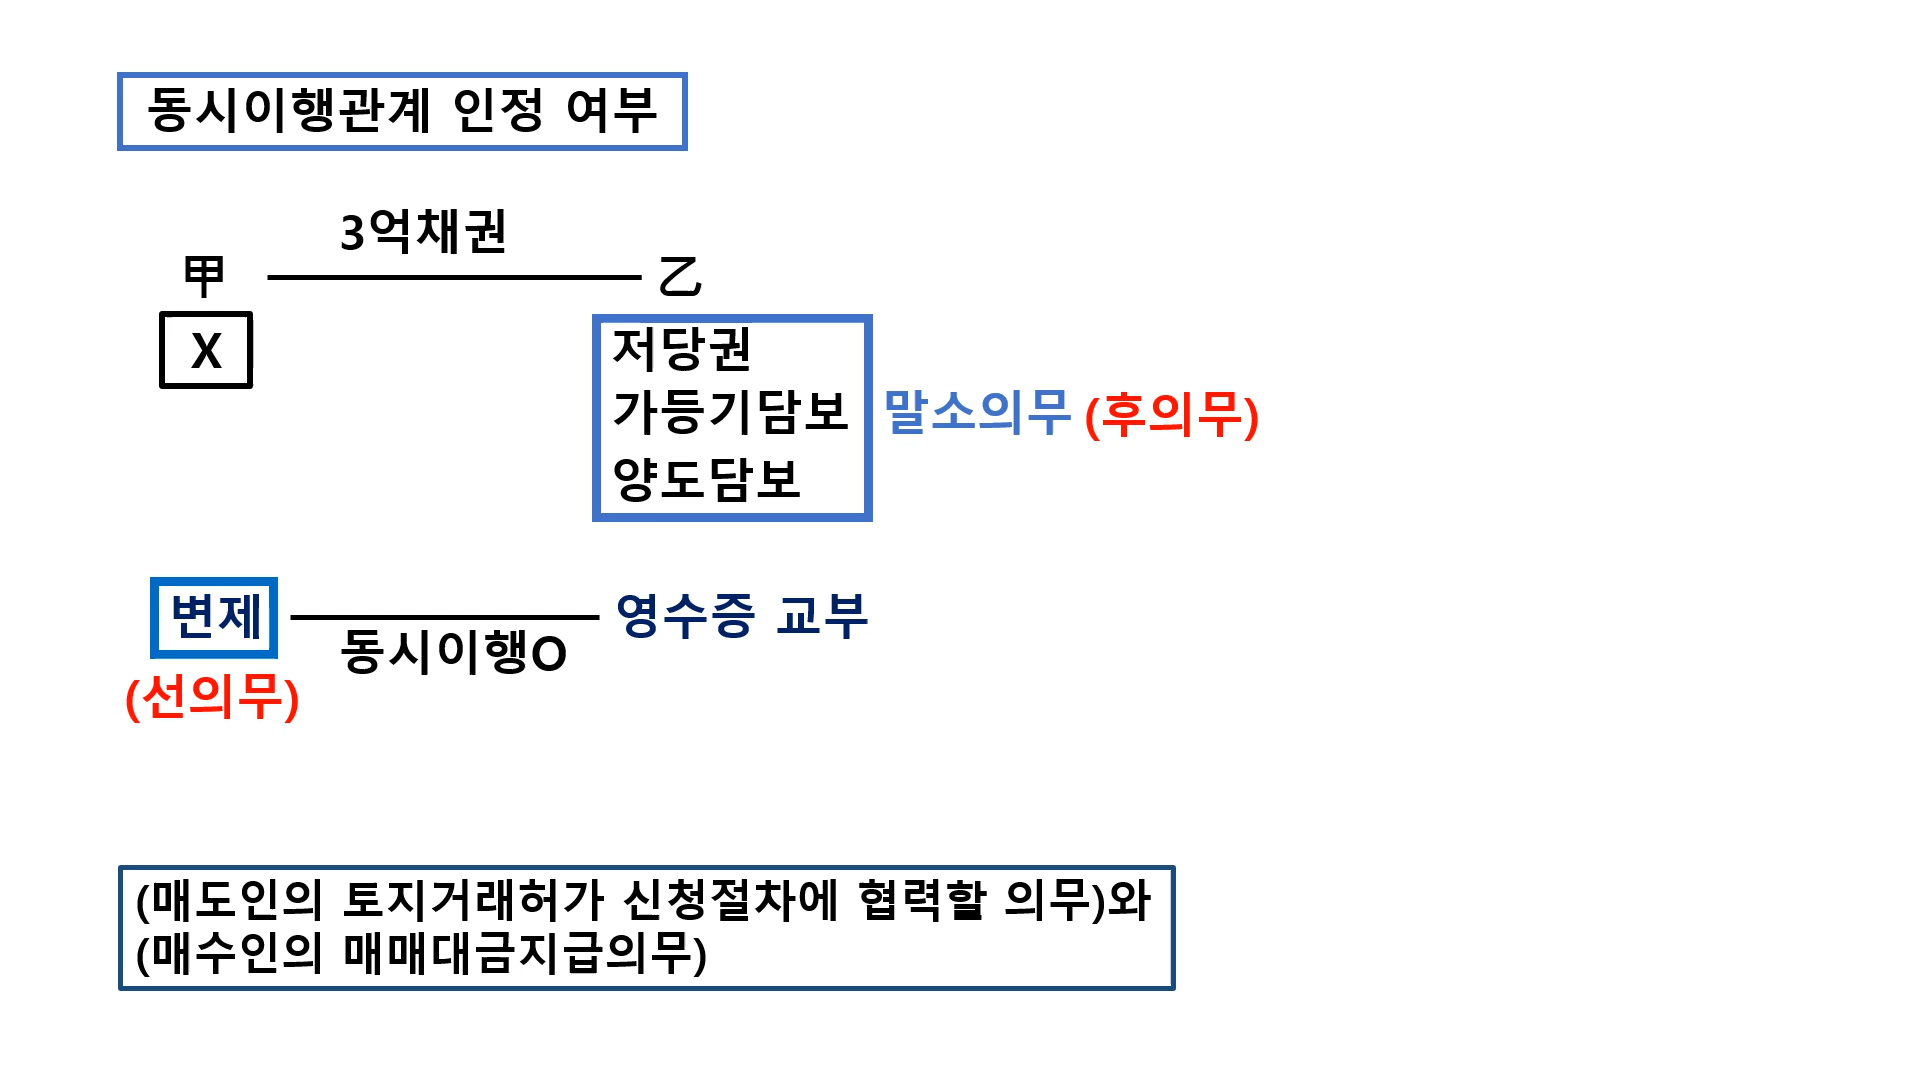 동시이행관계 인정 여부
3억채권
甲
乙
X
저당권
가등기담보
양도담보
말소의무 (후의무)
변제
영수증 교부
동시이행O
(선의무)
(매도인의 토지거래허가 신청절차에 협력할 의무)와
(매수인의 매매대금지급의무)